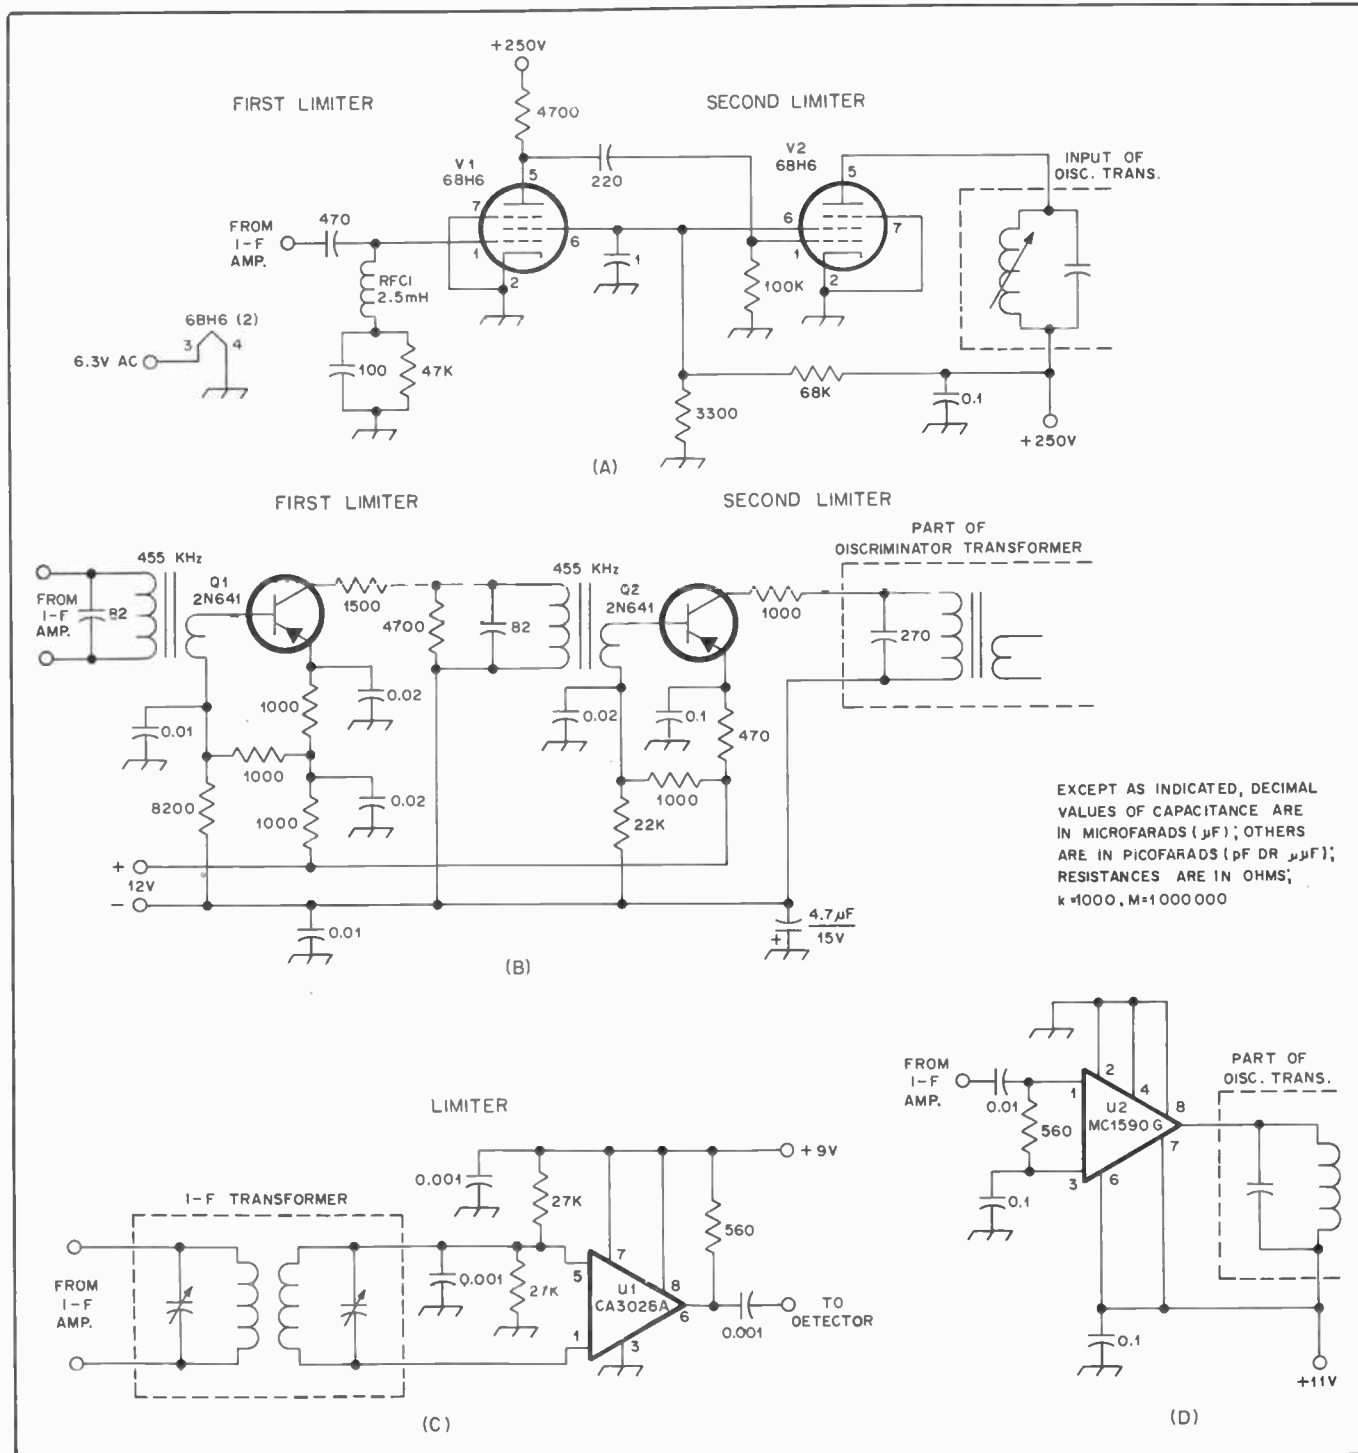 +250V
FIRST LIMITER
4700
SECOND LIMITER
V1
6BH6
5
7
1
6
2
220
V2
6BH6
5
6
7
1
2
INPUT OF
DISC. TRANS.
FROM
I-F
AMP.
470
RFC1
2.5mH
1
100K
6BH6 (2)
3
4
6.3V AC
100
47K
68K
3300
0.1
+250V
(A)
FIRST LIMITER
SECOND LIMITER
PART OF
DISCRIMINATOR TRANSFORMER
455 KHz
Q1
2N641
FROM
I-F
AMP.
82
1500
4700
82
455 KHz
Q2
2N641
1000
270
1000
0.02
0.01
1000
0.02
8200
1000
0.02
0.1
470
1000
22K
+
12V
−
0.01
4.7μF
15V
+
(B)
EXCEPT AS INDICATED, DECIMAL
VALUES OF CAPACITANCE ARE
IN MICROFARADS (μF); OTHERS
ARE IN PICOFARADS (pF OR μμF);
RESISTANCES ARE IN OHMS;
k=1000, M=1000000
LIMITER
I-F TRANSFORMER
FROM
I-F
AMP.
0.001
27K
+9V
560
0.001
27K
5
7
U1
CA3028A
8
6
1
3
0.001
TO
DETECTOR
(C)
FROM
I-F
AMP.
0.01
560
0.1
1
2
4
U2
MC1590G
8
7
3
6
0.1
PART OF
DISC. TRANS.
+11V
(D)